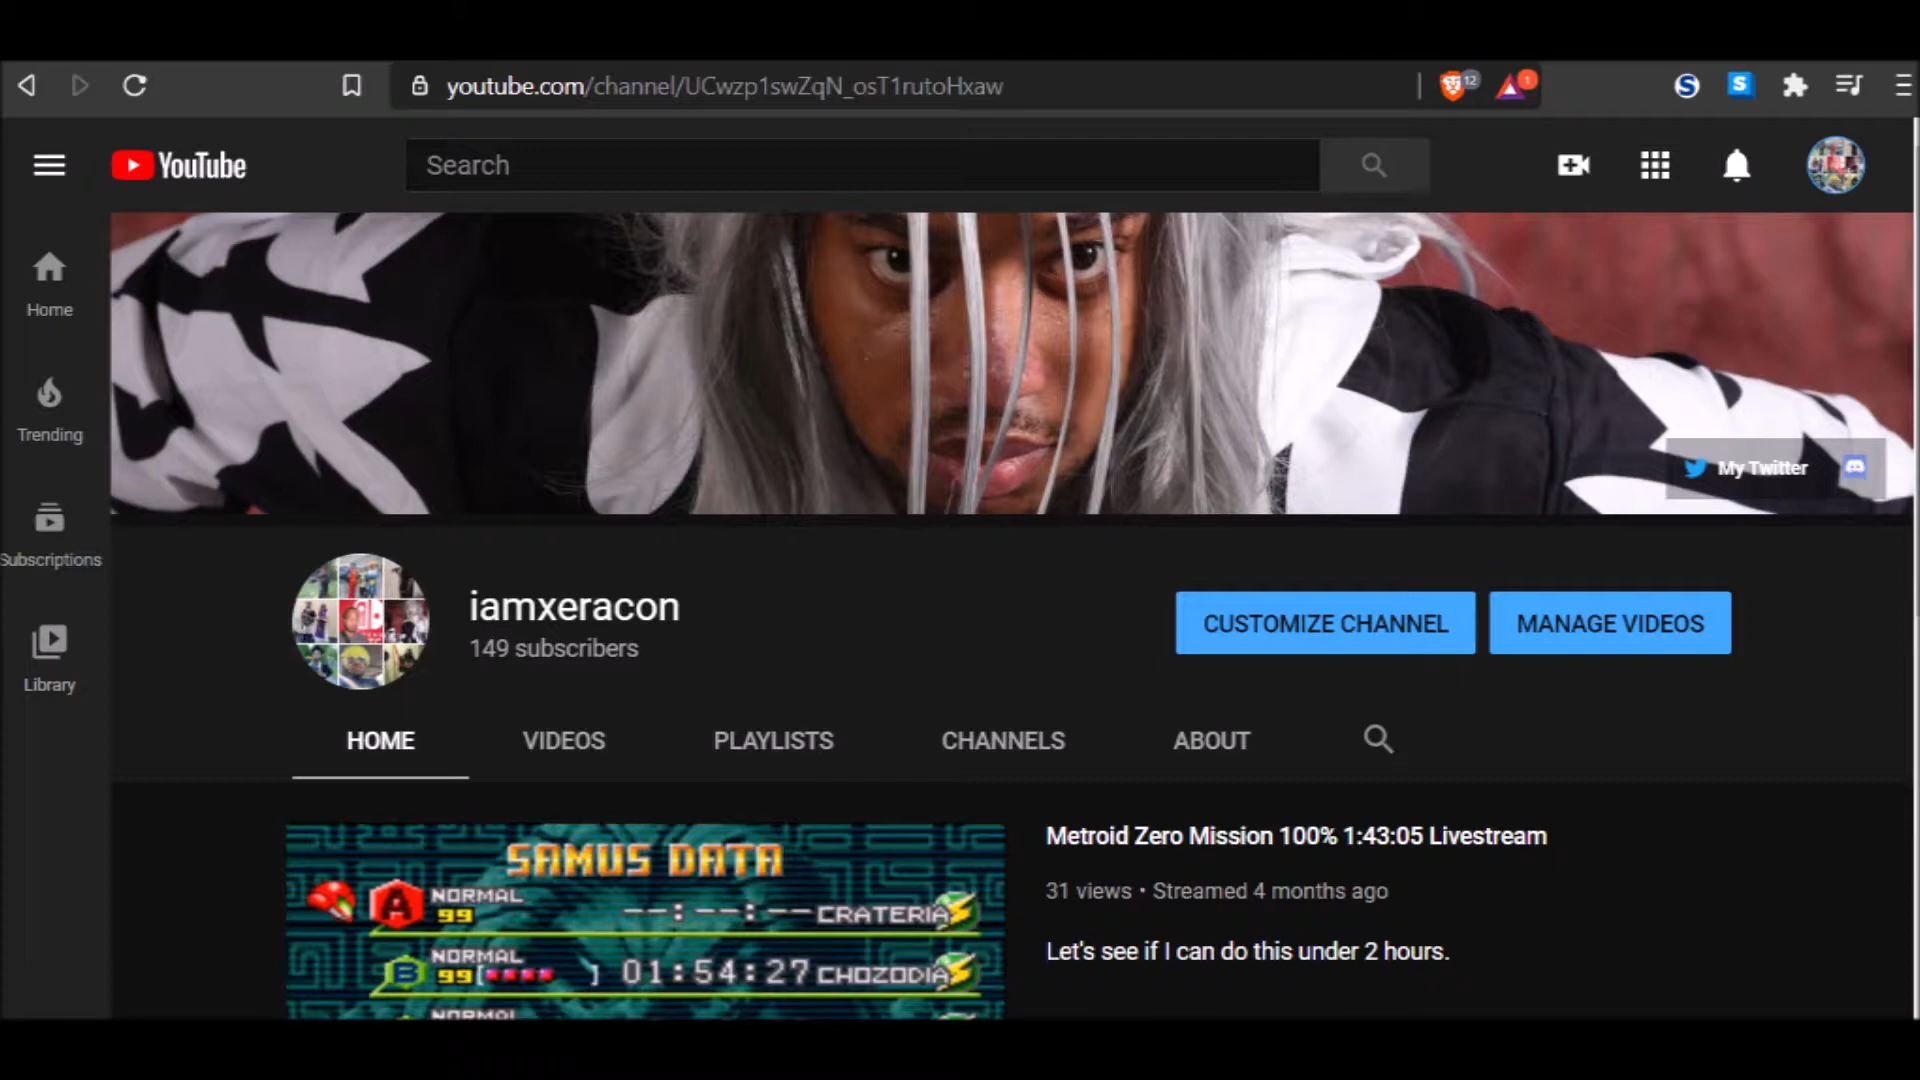 youtube.com/channel/UCwzp1swZqN_osT1rutoHxaw
12
1
S
S
YouTube
Search
Home
Trending
Subscriptions
Library
My Twitter
iamxeracon
149 subscribers
CUSTOMIZE CHANNEL
MANAGE VIDEOS
HOME
VIDEOS
PLAYLISTS
CHANNELS
ABOUT
SAMUS DATA
A NORMAL
99 --:--:-- CRATERIA
B NORMAL
99[ ] 01:54:27 CHOZODIA
NORMAL
Metroid Zero Mission 100% 1:43:05 Livestream
31 views • Streamed 4 months ago
Let's see if I can do this under 2 hours.